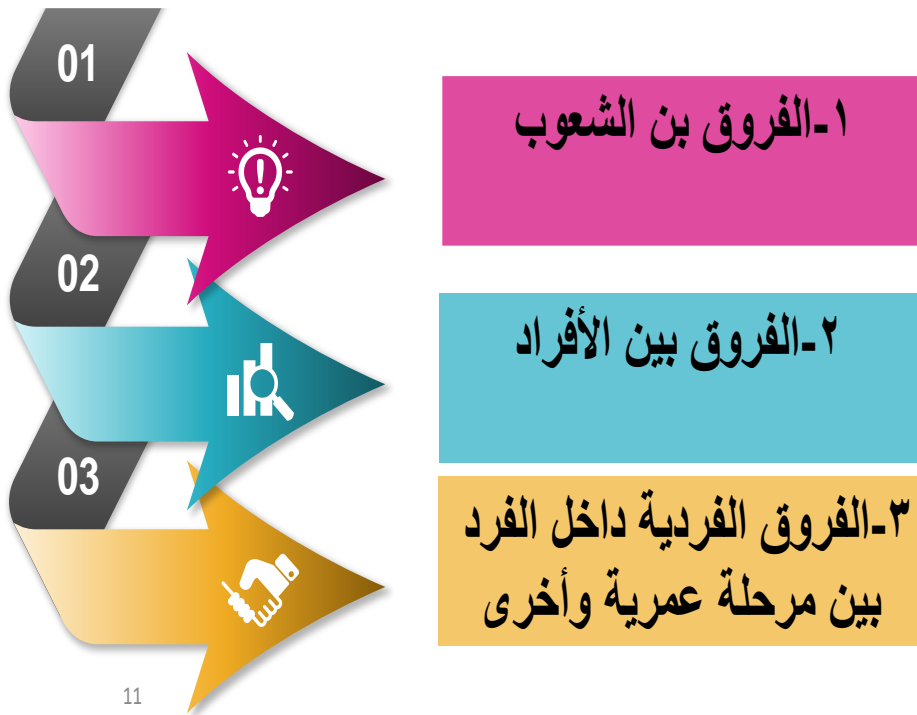 01
١-الفروق بن الشعوب
02
٢-الفروق بين الأفراد
03
٣-الفروق الفردية داخل الفرد
بين مرحلة عمرية وأخرى
11